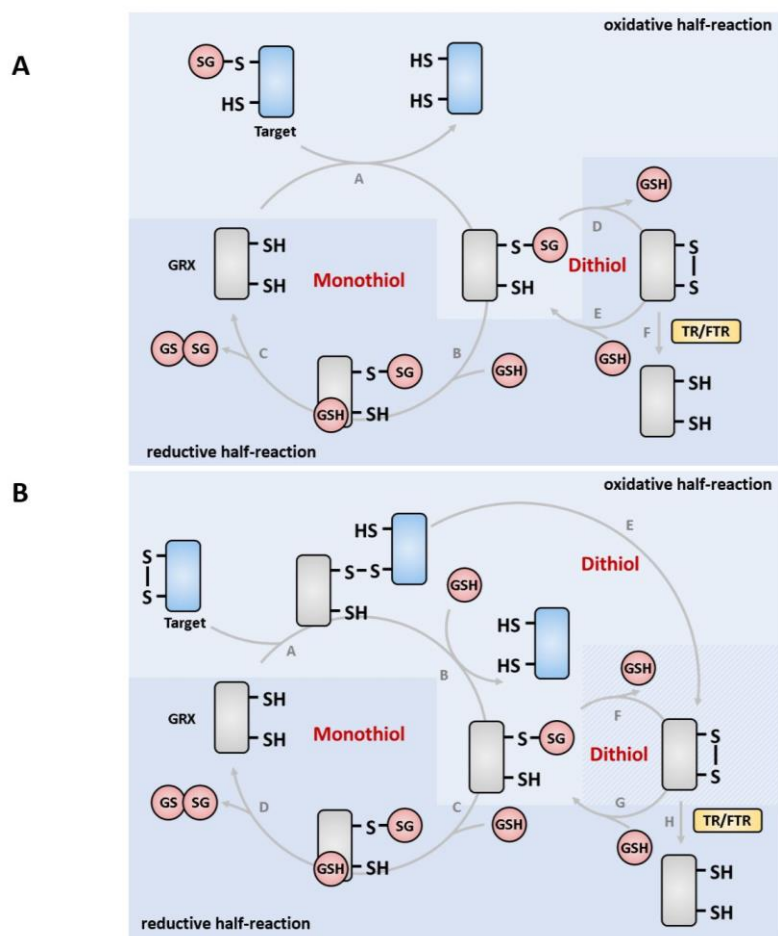 A
oxidative half-reaction
SG S
HS
Target
HS
HS
A
GSH
D
GRX
SH
SH
Monothiol
S SG
SH
Dithiol
S
S
E
F
TR/FTR
GSH
GS SG
C
B
GSH
S SG
GSH SH
SH
SH
reductive half-reaction
B
oxidative half-reaction
HS
S S
SH
E
S
S
Target
GSH
Dithiol
HS
HS
A
B
GSH
F
GRX
SH
SH
Monothiol
S SG
SH
Dithiol
S
S
G
H
TR/FTR
GSH
GS SG
D
C
GSH
S SG
GSH SH
SH
SH
reductive half-reaction